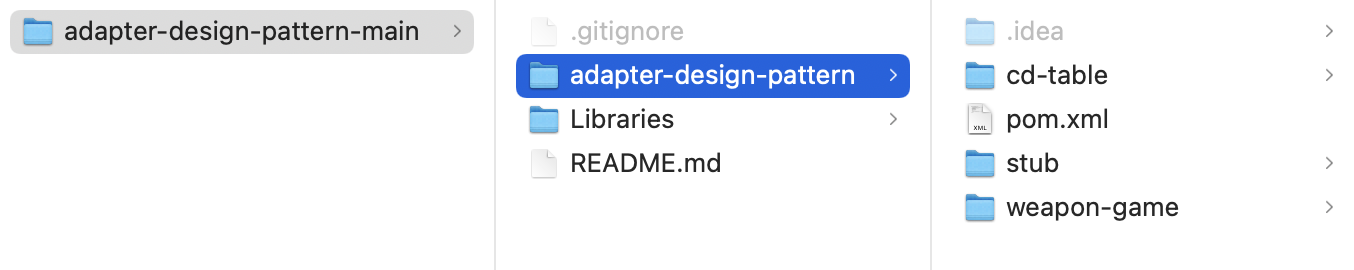 adapter-design-pattern-main
.gitignore
adapter-design-pattern
Libraries
README.md
.idea
cd-table
XML
pom.xml
stub
weapon-game